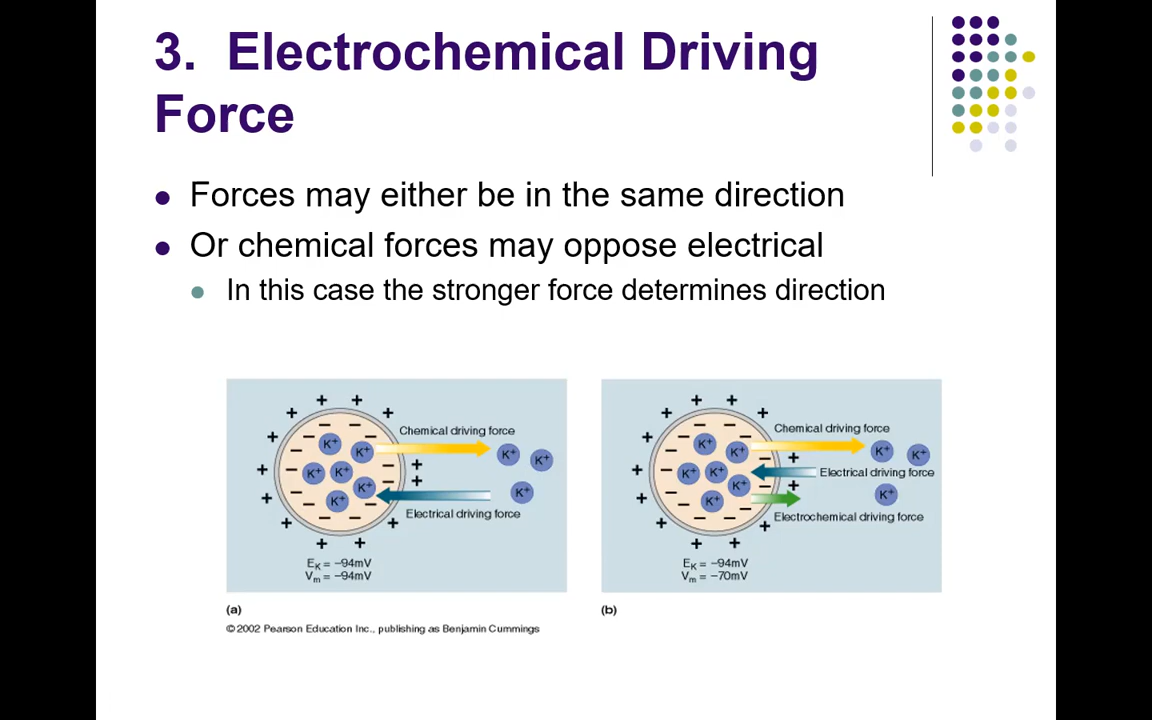 3. Electrochemical Driving
Force
Forces may either be in the same direction
Or chemical forces may oppose electrical
In this case the stronger force determines direction
+ + + + + + + + + + + + + +
− − − − − − − − − − − − −
K+ K+ K+ K+ K+ K+ K+
Chemical driving force
K+ K+
K+
Electrical driving force
EK = −94mV
Vm = −94mV
(a)
+ + + + + + + + + + + + + +
− − − − − − − − − − − − −
K+ K+ K+ K+ K+ K+
Chemical driving force
K+ K+
Electrical driving force
K+
Electrochemical driving force
EK = −94mV
Vm = −70mV
(b)
© 2002 Pearson Education Inc., publishing as Benjamin Cummings